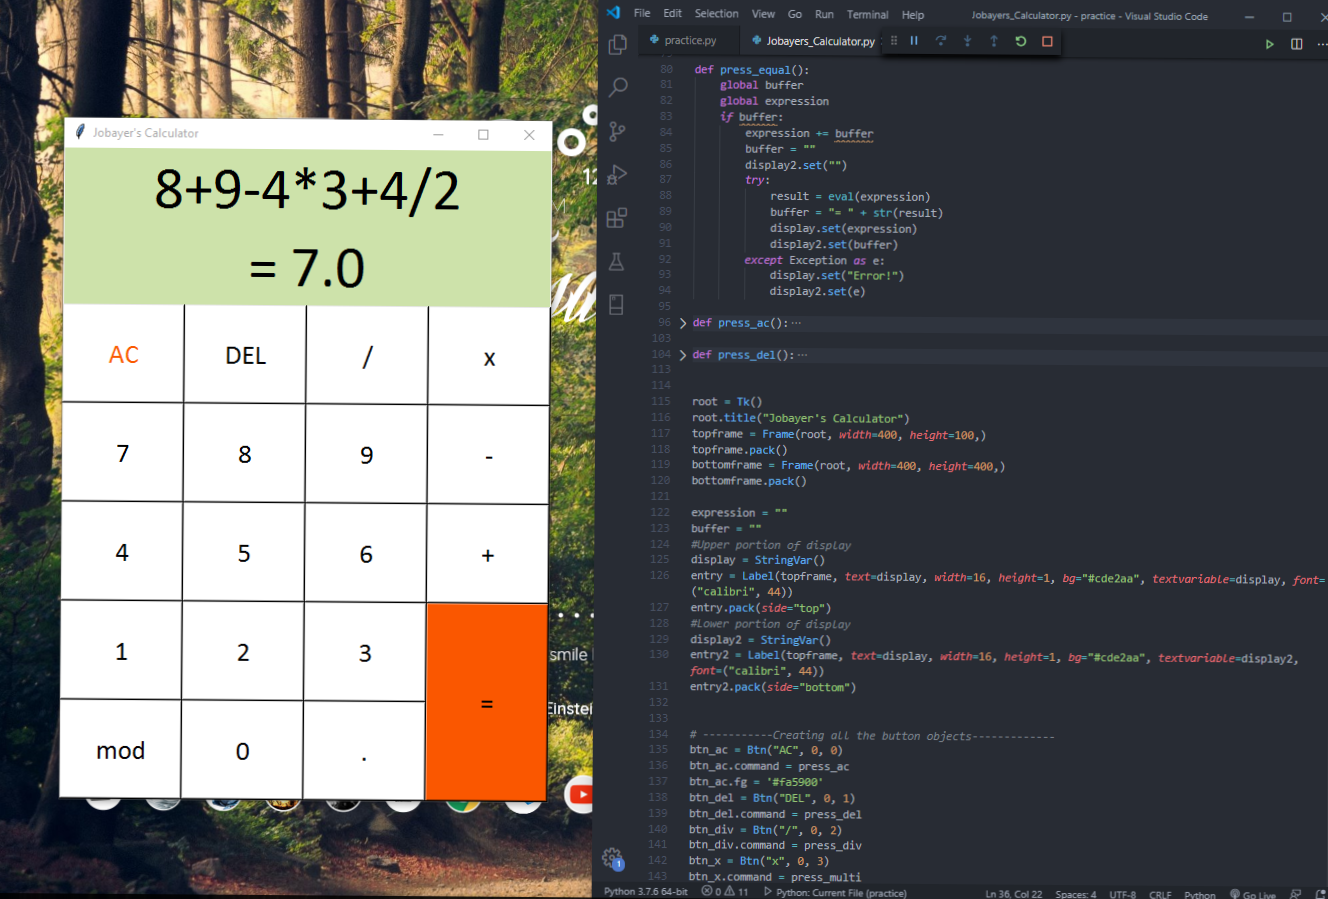 Jobayer's Calculator
8+9-4*3+4/2
= 7.0
AC DEL / x
7 8 9 -
4 5 6 +
1 2 3
=
mod 0 .
smile
Einstei
File Edit Selection View Go Run Terminal Help Jobayers_Calculator.py - practice - Visual Studio Code
practice.py Jobayers_Calculator.py
80 def press_equal():
81 global buffer
82 global expression
83 if buffer:
84 expression += buffer
85 buffer = ""
86 display2.set("")
87 try:
88 result = eval(expression)
89 buffer = "= " + str(result)
90 display.set(expression)
91 display2.set(buffer)
92 except Exception as e:
93 display.set("Error!")
94 display2.set(e)
95
96 def press_ac():···
103
104 def press_del():···
113
114
115 root = Tk()
116 root.title("Jobayer's Calculator")
117 topframe = Frame(root, width=400, height=100,)
118 topframe.pack()
119 bottomframe = Frame(root, width=400, height=400,)
120 bottomframe.pack()
121
122 expression = ""
123 buffer = ""
124 #Upper portion of display
125 display = StringVar()
126 entry = Label(topframe, text=display, width=16, height=1, bg="#cde2aa", textvariable=display, font=
("calibri", 44))
127 entry.pack(side="top")
128 #Lower portion of display
129 display2 = StringVar()
130 entry2 = Label(topframe, text=display, width=16, height=1, bg="#cde2aa", textvariable=display2,
font=("calibri", 44))
131 entry2.pack(side="bottom")
132
133
134 # -----------Creating all the button objects-------------
135 btn_ac = Btn("AC", 0, 0)
136 btn_ac.command = press_ac
137 btn_ac.fg = '#fa5900'
138 btn_del = Btn("DEL", 0, 1)
139 btn_del.command = press_del
140 btn_div = Btn("/", 0, 2)
141 btn_div.command = press_div
142 btn_x = Btn("x", 0, 3)
143 btn_x.command = press_multi
1
Python 3.7.6 64-bit 0 11 Python: Current File (practice) Ln 36, Col 22 Spaces: 4 UTF-8 CRLF Python Go Live